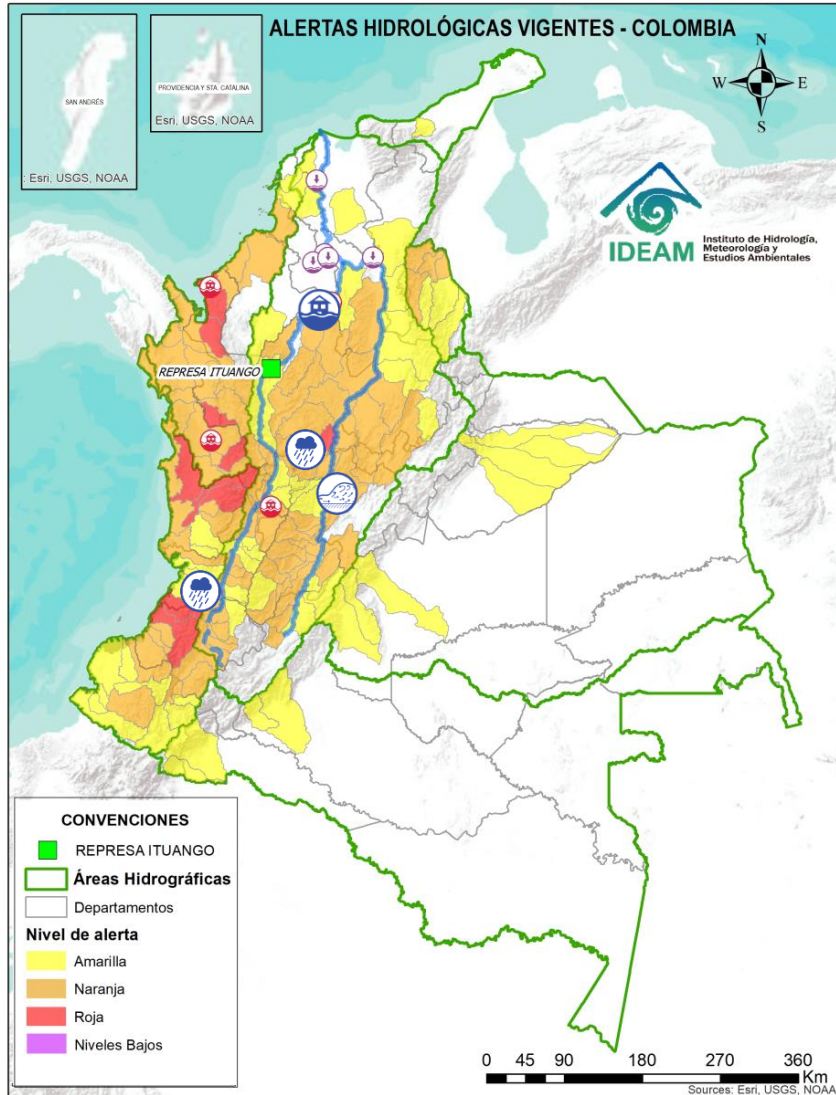 ALERTAS HIDROLÓGICAS VIGENTES - COLOMBIA
SAN ANDRÉS
: Esri, USGS, NOAA
PROVIDENCIA Y STA. CATALINA
Esri, USGS, NOAA
N
W
E
S
IDEAM
Instituto de Hidrología,
Meteorología y
Estudios Ambientales
REPRESA ITUANGO
CONVENCIONES
REPRESA ITUANGO
Áreas Hidrográficas
Departamentos
Nivel de alerta
Amarilla
Naranja
Roja
Niveles Bajos
0 45 90 180 270 360
Km
Sources: Esri, USGS, NOAA